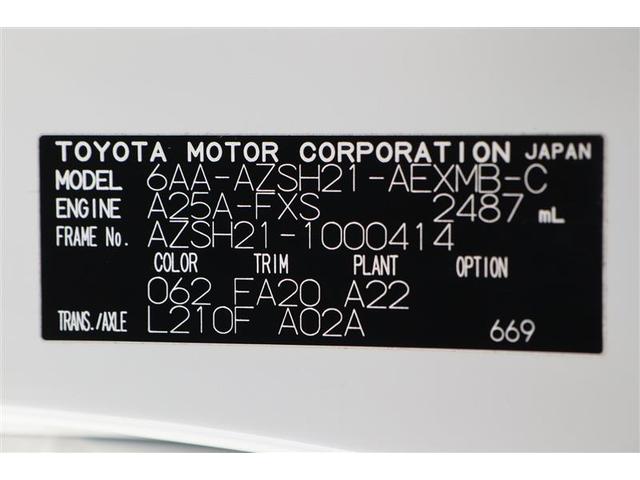 TOYOTA MOTOR CORPORATION JAPAN
MODEL 6AA-AZSH21-AEXMB-C
ENGINE A25A-FXS 2487 mL
FRAME No. AZSH21-1000414
COLOR TRIM PLANT OPTION
062 EA20 A22
TRANS./AXLE L210F A02A 669